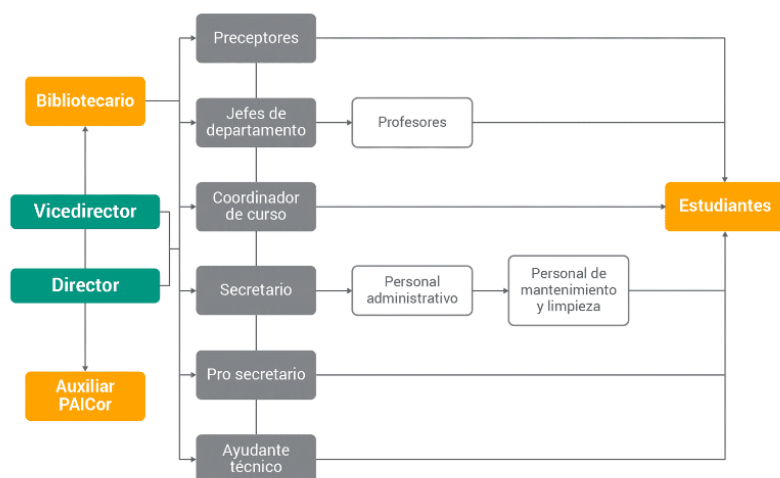 Preceptores
Bibliotecario
Jefes de
departamento
Profesores
Vicedirector
Coordinador
de curso
Estudiantes
Director
Secretario
Personal
administrativo
Personal de
mantenimiento
y limpieza
Auxiliar
PAICor
Pro secretario
Ayudante
técnico